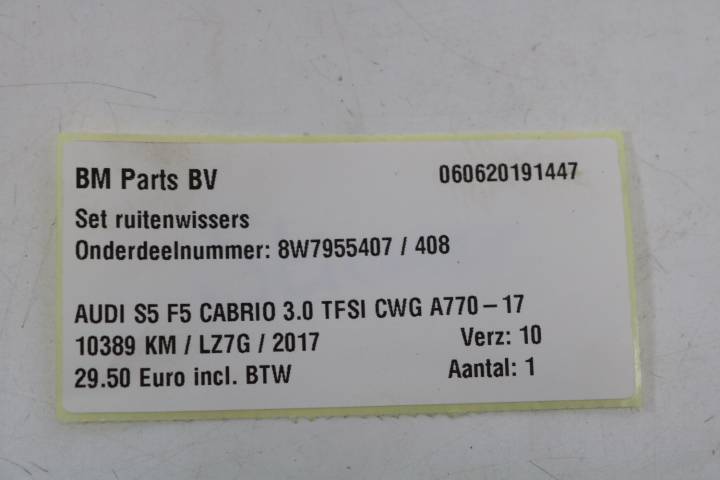 BM Parts BV 060620191447
Set ruitenwissers
Onderdeelnummer: 8W7955407 / 408
AUDI S5 F5 CABRIO 3.0 TFSI CWG A770 – 17
10389 KM / LZ7G / 2017 Verz: 10
29.50 Euro incl. BTW Aantal: 1